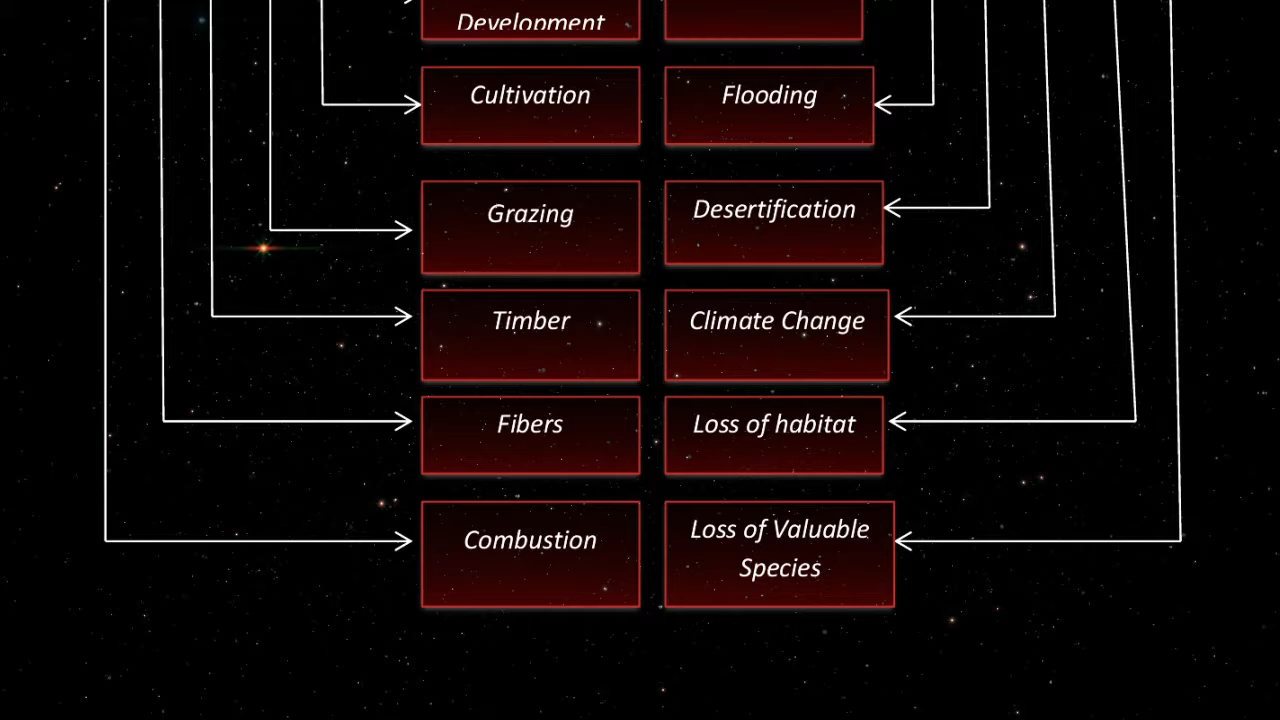 Development
Cultivation
Flooding
Grazing
Desertification
Timber
Climate Change
Fibers
Loss of habitat
Combustion
Loss of Valuable
Species